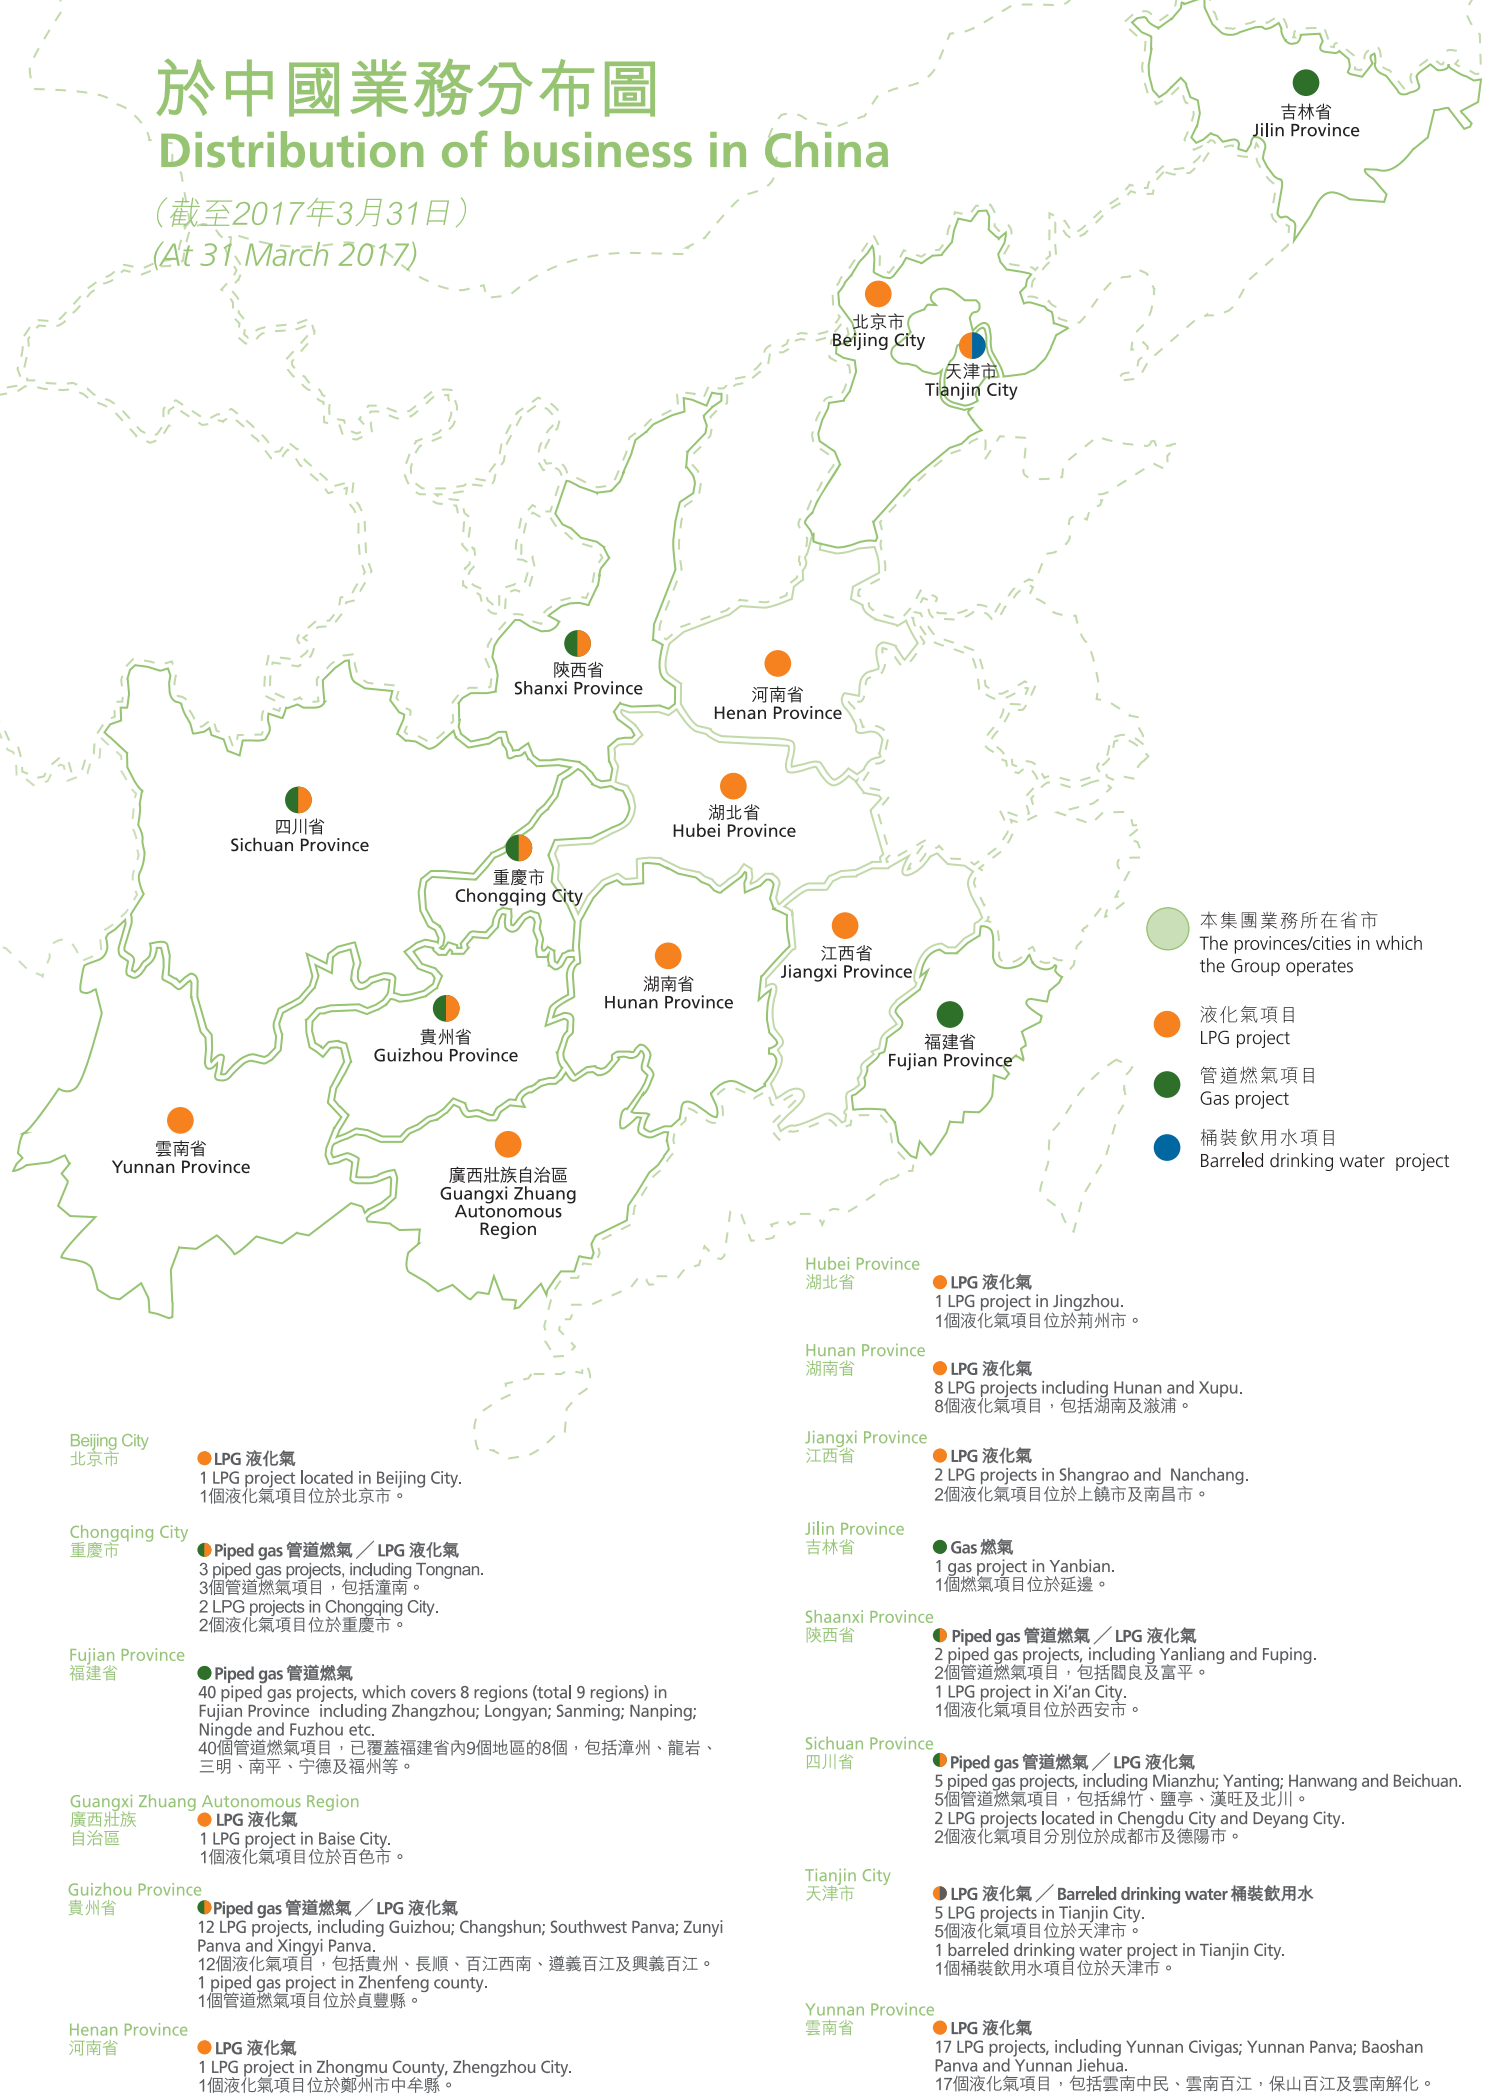 於中國業務分布圖
Distribution of business in China
（截至2017年3月31日）
(At 31 March 2017)
吉林省
Jilin Province
北京市
Beijing City
天津市
Tianjin City
陝西省
Shanxi Province
河南省
Henan Province
四川省
Sichuan Province
湖北省
Hubei Province
重慶市
Chongqing City
江西省
Jiangxi Province
湖南省
Hunan Province
貴州省
Guizhou Province
福建省
Fujian Province
雲南省
Yunnan Province
廣西壯族自治區
Guangxi Zhuang
Autonomous
Region
本集團業務所在省市
The provinces/cities in which
the Group operates
液化氣項目
LPG project
管道燃氣項目
Gas project
桶裝飲用水項目
Barreled drinking water project
Beijing City
北京市
LPG 液化氣
1 LPG project located in Beijing City.
1個液化氣項目位於北京市。
Chongqing City
重慶市
Piped gas 管道燃氣／LPG 液化氣
3 piped gas projects, including Tongnan.
3個管道燃氣項目，包括潼南。
2 LPG projects in Chongqing City.
2個液化氣項目位於重慶市。
Fujian Province
福建省
Piped gas 管道燃氣
40 piped gas projects, which covers 8 regions (total 9 regions) in
Fujian Province including Zhangzhou; Longyan; Sanming; Nanping;
Ningde and Fuzhou etc.
40個管道燃氣項目，已覆蓋福建省內9個地區的8個，包括漳州、龍岩、
三明、南平、宁德及福州等。
Guangxi Zhuang Autonomous Region
廣西壯族
自治區
LPG 液化氣
1 LPG project in Baise City.
1個液化氣項目位於百色市。
Guizhou Province
貴州省
Piped gas 管道燃氣／LPG 液化氣
12 LPG projects, including Guizhou; Changshun; Southwest Panva; Zunyi
Panva and Xingyi Panva.
12個液化氣項目，包括貴州、長順、百江西南、遵義百江及興義百江。
1 piped gas project in Zhenfeng county.
1個管道燃氣項目位於貞豐縣。
Henan Province
河南省
LPG 液化氣
1 LPG project in Zhongmu County, Zhengzhou City.
1個液化氣項目位於鄭州市中牟縣。
Hubei Province
湖北省
LPG 液化氣
1 LPG project in Jingzhou.
1個液化氣項目位於荊州市。
Hunan Province
湖南省
LPG 液化氣
8 LPG projects including Hunan and Xupu.
8個液化氣項目，包括湖南及漵浦。
Jiangxi Province
江西省
LPG 液化氣
2 LPG projects in Shangrao and Nanchang.
2個液化氣項目位於上饒市及南昌市。
Jilin Province
吉林省
Gas 燃氣
1 gas project in Yanbian.
1個燃氣項目位於延邊。
Shaanxi Province
陝西省
Piped gas 管道燃氣／LPG 液化氣
2 piped gas projects, including Yanliang and Fuping.
2個管道燃氣項目，包括閻良及富平。
1 LPG project in Xi’an City.
1個液化氣項目位於西安市。
Sichuan Province
四川省
Piped gas 管道燃氣／LPG 液化氣
5 piped gas projects, including Mianzhu; Yanting; Hanwang and Beichuan.
5個管道燃氣項目，包括綿竹、鹽亭、漢旺及北川。
2 LPG projects located in Chengdu City and Deyang City.
2個液化氣項目分別位於成都市及德陽市。
Tianjin City
天津市
LPG 液化氣／Barreled drinking water 桶裝飲用水
5 LPG projects in Tianjin City.
5個液化氣項目位於天津市。
1 barreled drinking water project in Tianjin City.
1個桶裝飲用水項目位於天津市。
Yunnan Province
雲南省
LPG 液化氣
17 LPG projects, including Yunnan Civigas; Yunnan Panva; Baoshan
Panva and Yunnan Jiehua.
17個液化氣項目，包括雲南中民、雲南百江，保山百江及雲南解化。